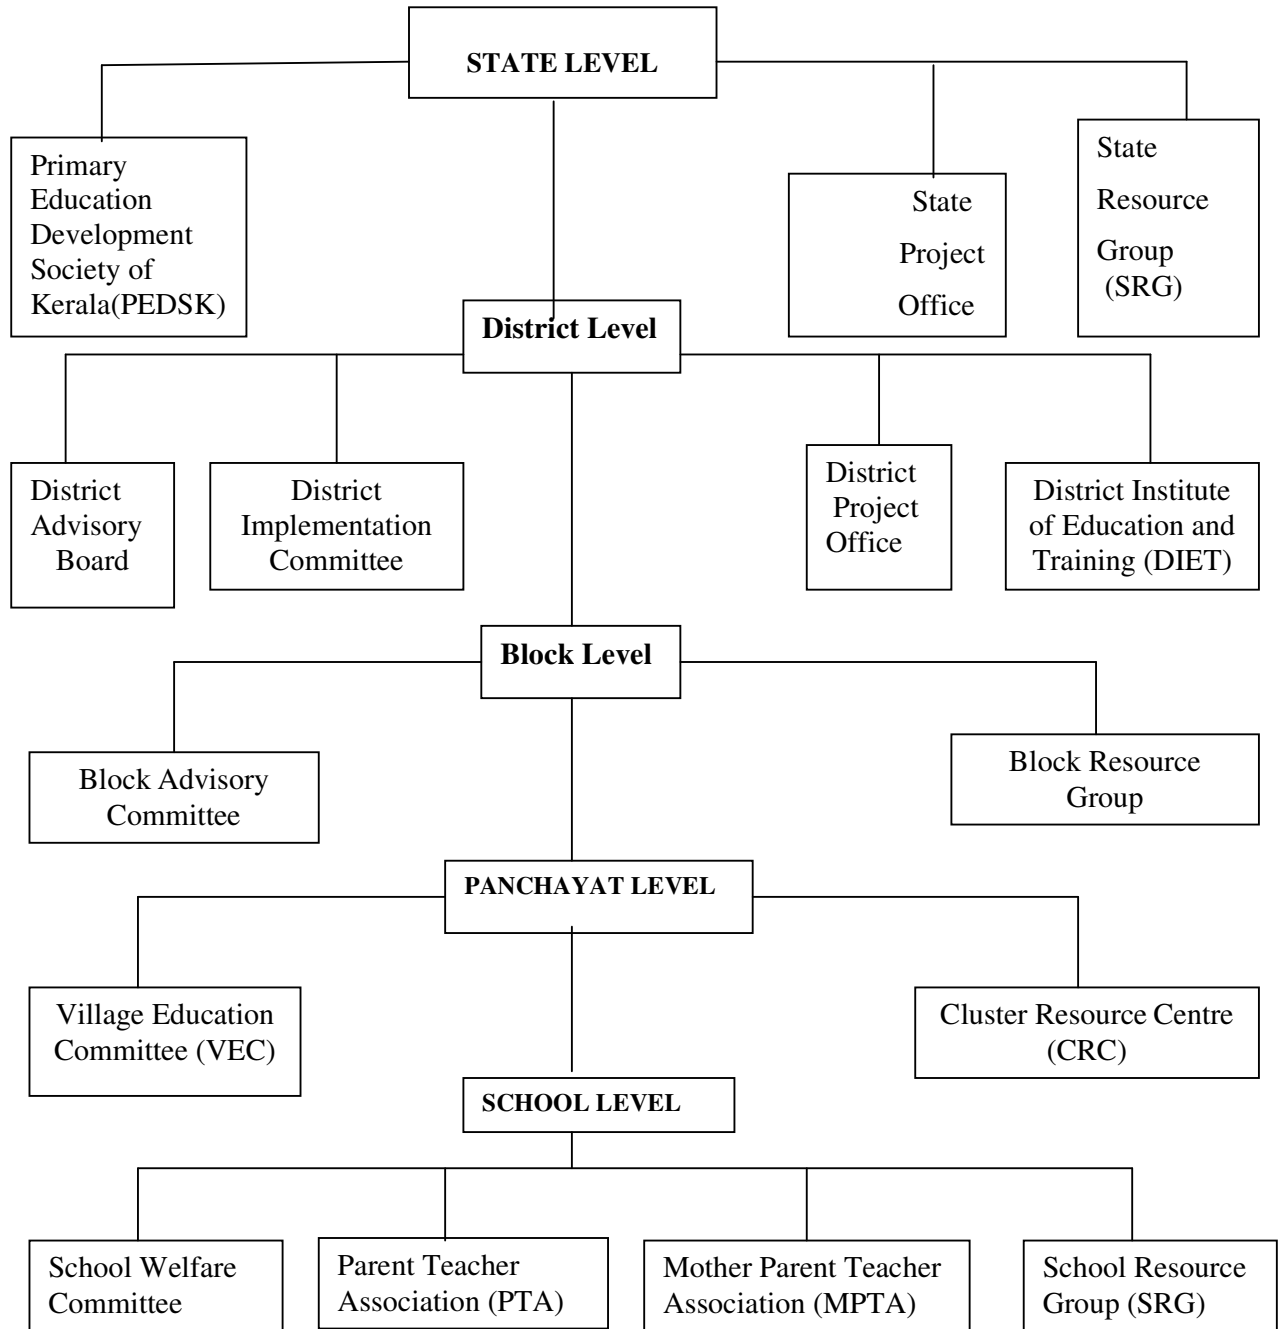 STATE LEVEL
Primary
Education
Development
Society of
Kerala(PEDSK)
State
Project
Office
State
Resource
Group
(SRG)
District Level
District
Advisory
Board
District
Implementation
Committee
District
Project
Office
District Institute
of Education and
Training (DIET)
Block Level
Block Advisory
Committee
Block Resource
Group
PANCHAYAT LEVEL
Village Education
Committee (VEC)
Cluster Resource Centre
(CRC)
SCHOOL LEVEL
School Welfare
Committee
Parent Teacher
Association (PTA)
Mother Parent Teacher
Association (MPTA)
School Resource
Group (SRG)